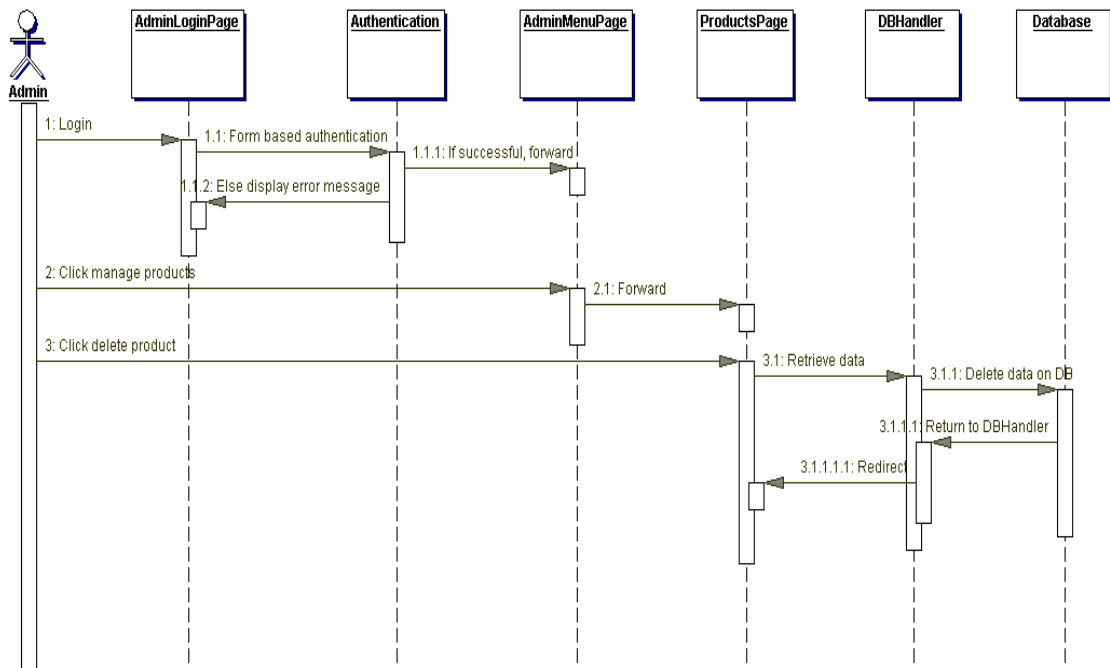 AdminLoginPage
Authentication
AdminMenuPage
ProductsPage
DBHandler
Database
Admin
1: Login
1.1: Form based authentication
1.1.1: If successful, forward
1.1.2: Else display error message
2: Click manage products
2.1: Forward
3: Click delete product
3.1: Retrieve data
3.1.1: Delete data on DB
3.1.1.1: Return to DBHandler
3.1.1.1.1: Redirect